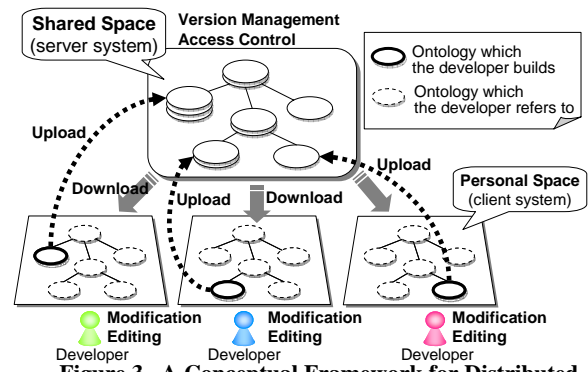 Version Management
Access Control
Shared Space
(server system)
Ontology which
the developer builds
Ontology which
the developer refers to
Upload
Download
Upload
Download
Upload
Personal Space
(client system)
Modification
Editing
Developer
Modification
Editing
Developer
Modification
Editing
Developer
Figure 3 A Conceptual Framework for Distributed